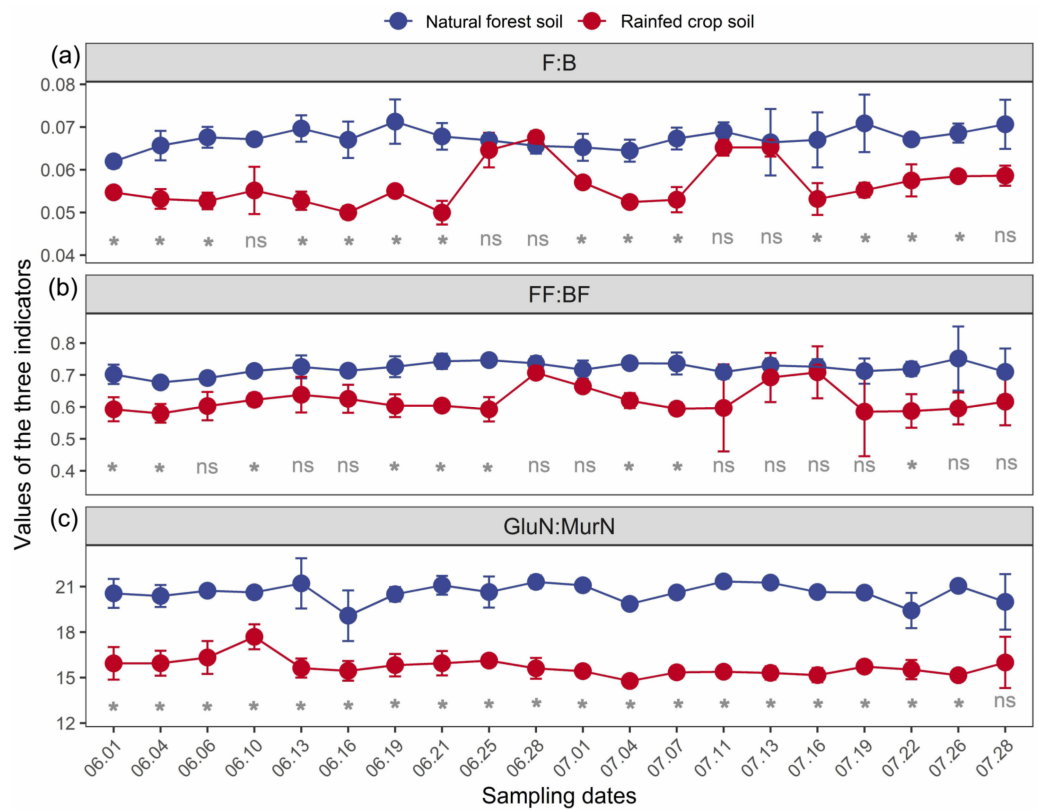 Natural forest soil Rainfed crop soil
(a) F:B
0.08
0.07
0.06
0.05
0.04
* * * ns * * * * ns ns * * * ns ns * * * * ns
(b) FF:BF
0.8
0.7
0.6
0.5
0.4
* * ns * ns ns * * * ns ns * * ns ns ns ns * ns ns
(c) GluN:MurN
21
18
15
12
* * * * * * * * * * * * * * * * * * * ns
Values of the three indicators
06.01 06.04 06.06 06.10 06.13 06.16 06.19 06.21 06.25 06.28 07.01 07.04 07.07 07.11 07.13 07.16 07.19 07.22 07.26 07.28
Sampling dates